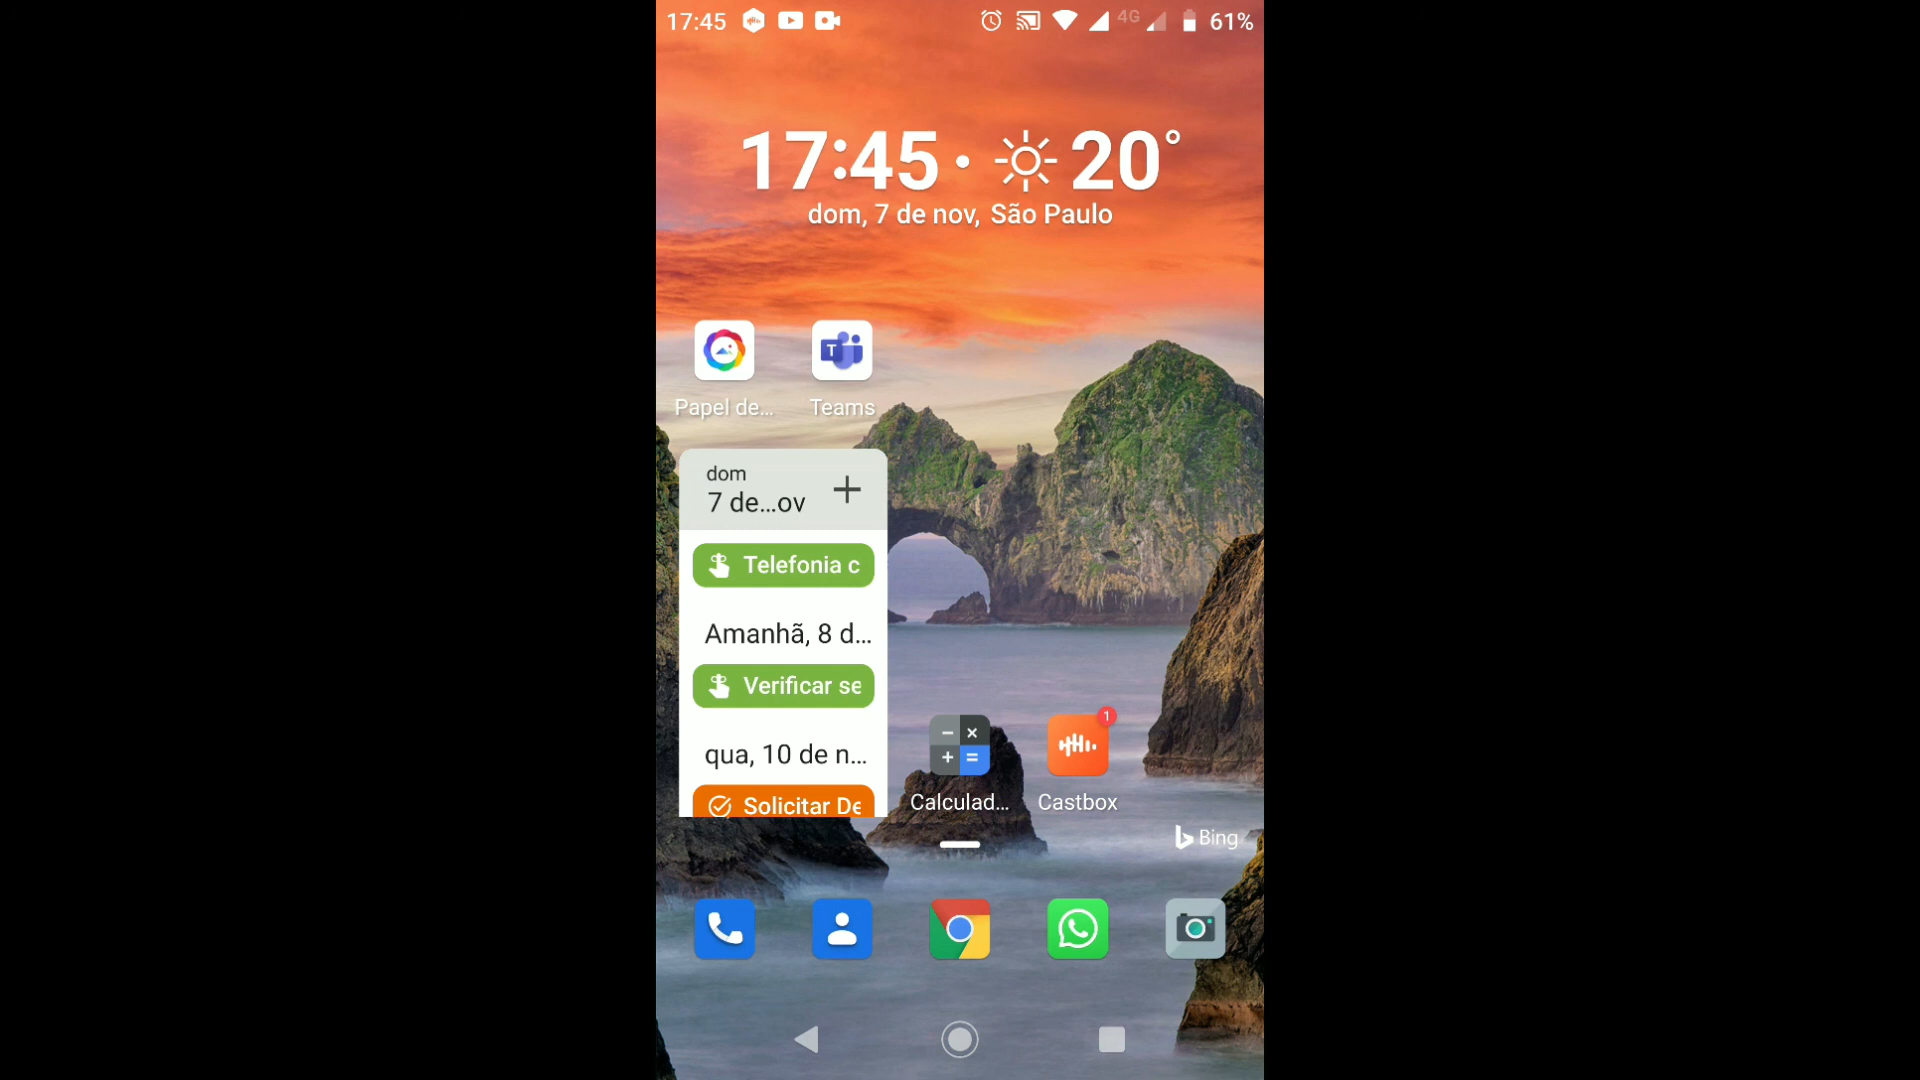 17:45 4G 61%
17:45 · 20°
dom, 7 de nov, São Paulo
T
Papel de... Teams
dom
7 de...ov
Telefonia c
Amanhã, 8 d...
Verificar se
qua, 10 de n...
Solicitar De
1
Calculad... Castbox
Bing